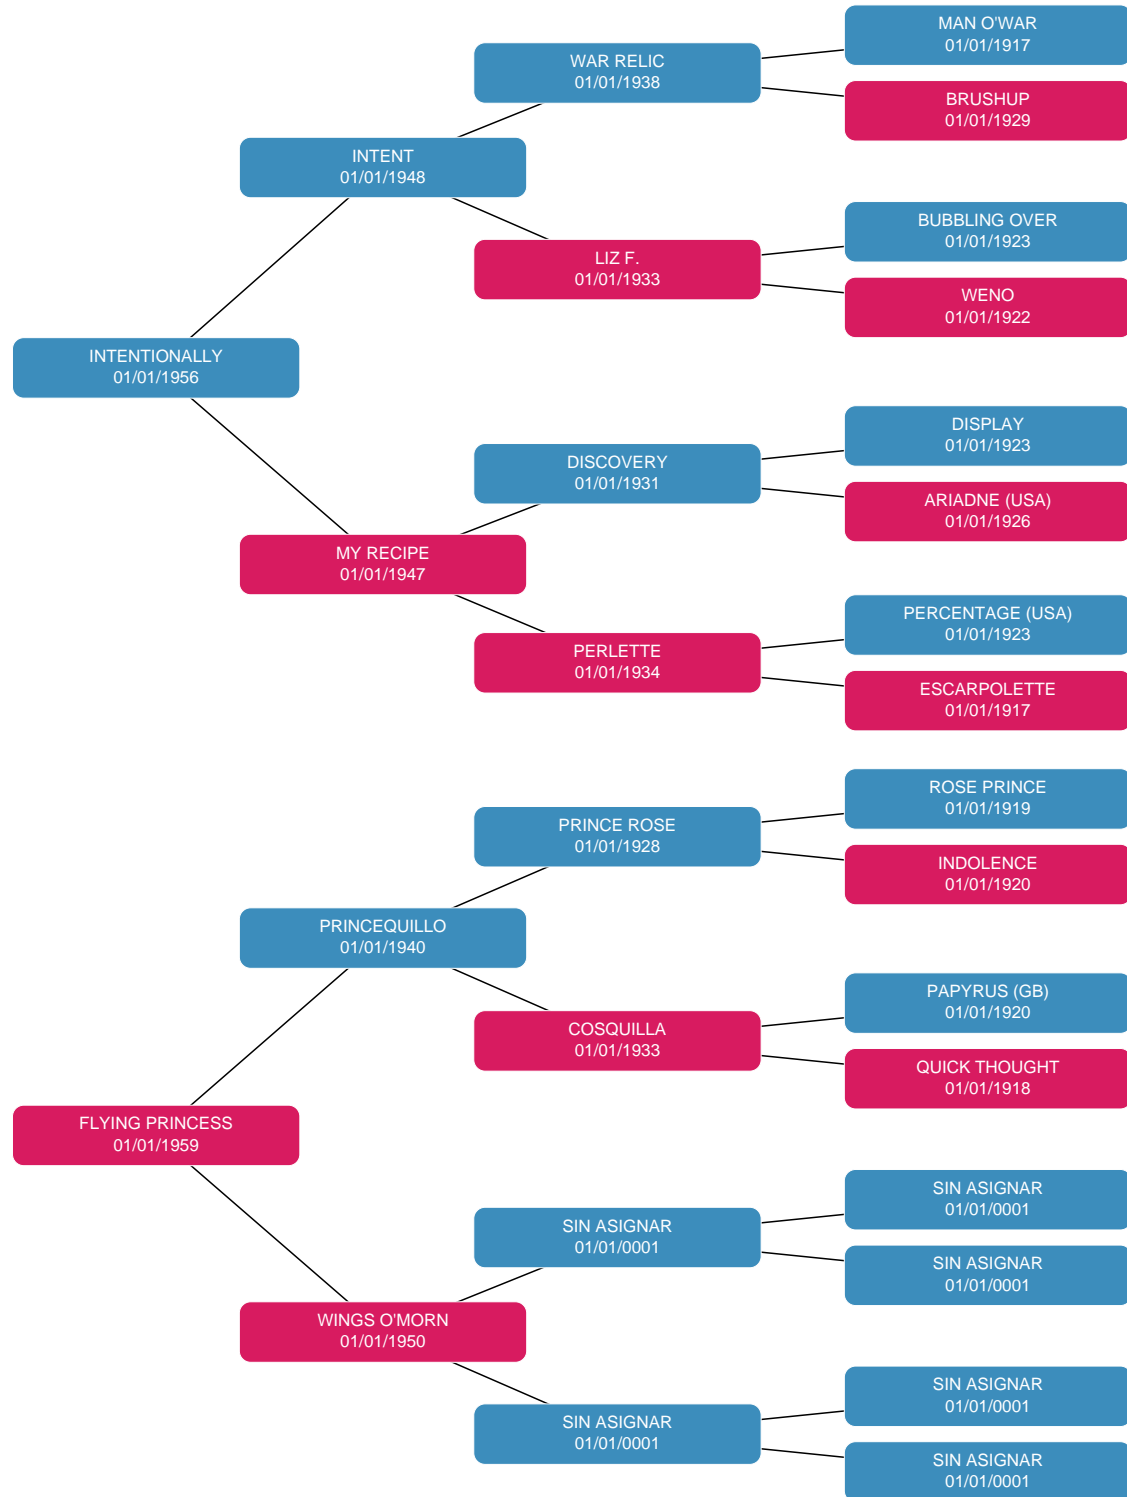 MAN O'WAR
01/01/1917
WAR RELIC
01/01/1938
BRUSHUP
01/01/1929
INTENT
01/01/1948
BUBBLING OVER
01/01/1923
LIZ F.
01/01/1933
WENO
01/01/1922
INTENTIONALLY
01/01/1956
DISPLAY
01/01/1923
DISCOVERY
01/01/1931
ARIADNE (USA)
01/01/1926
MY RECIPE
01/01/1947
PERCENTAGE (USA)
01/01/1923
PERLETTE
01/01/1934
ESCARPOLETTE
01/01/1917
ROSE PRINCE
01/01/1919
PRINCE ROSE
01/01/1928
INDOLENCE
01/01/1920
PRINCEQUILLO
01/01/1940
PAPYRUS (GB)
01/01/1920
COSQUILLA
01/01/1933
QUICK THOUGHT
01/01/1918
FLYING PRINCESS
01/01/1959
SIN ASIGNAR
01/01/0001
SIN ASIGNAR
01/01/0001
SIN ASIGNAR
01/01/0001
WINGS O'MORN
01/01/1950
SIN ASIGNAR
01/01/0001
SIN ASIGNAR
01/01/0001
SIN ASIGNAR
01/01/0001